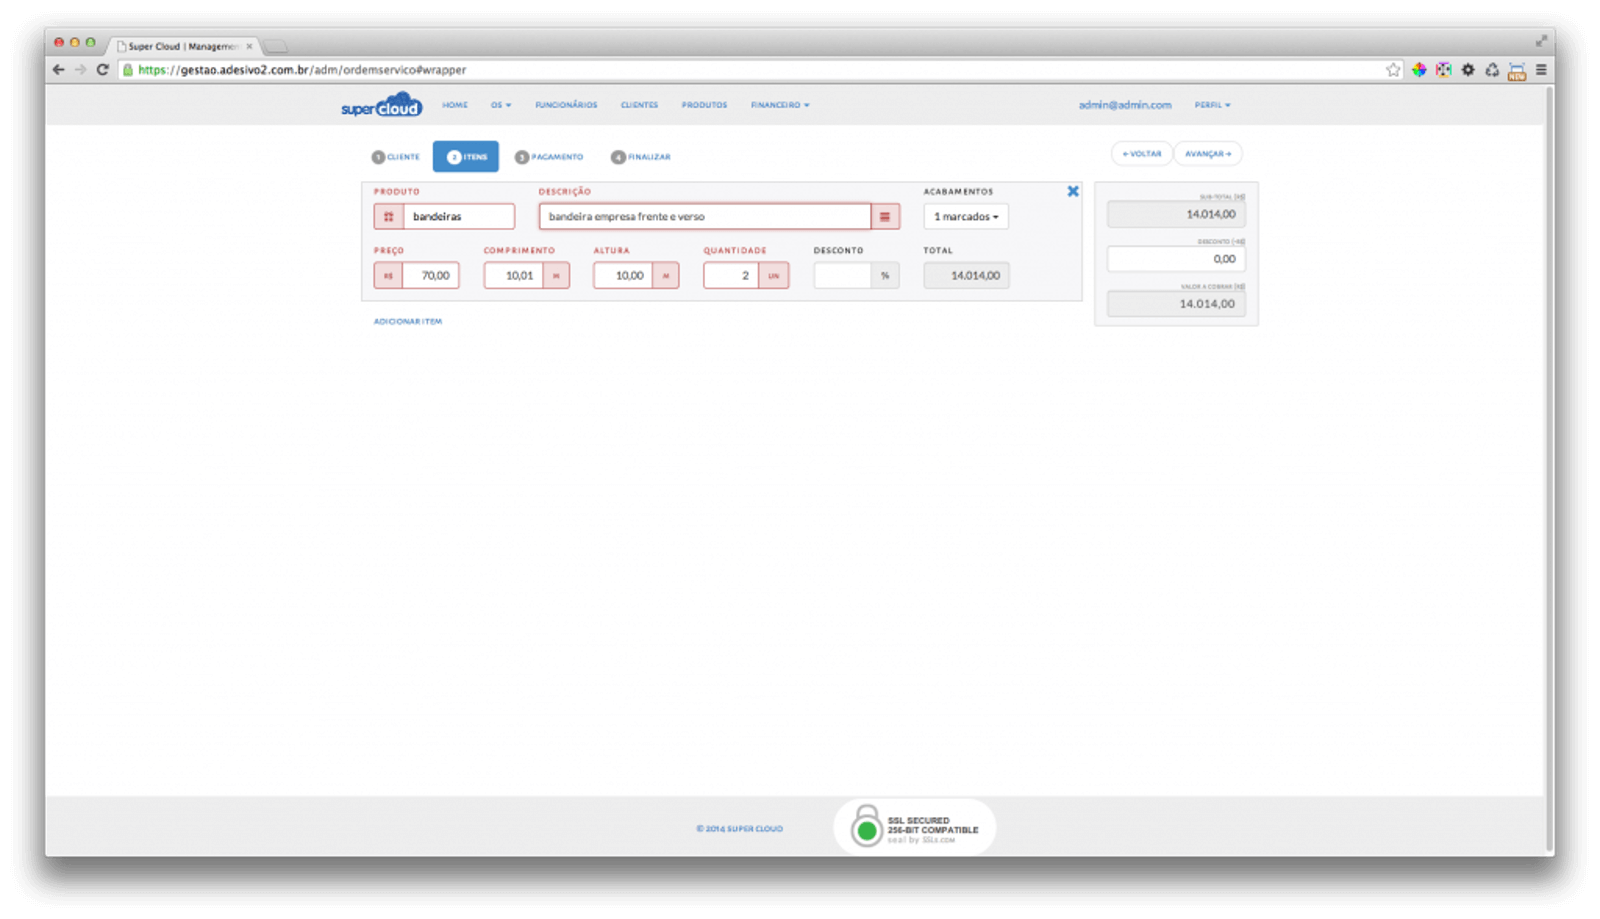 Super Cloud | Managemen
https://gestao.adesivo2.com.br/adm/ordemservico#wrapper
NEW
super cloud HOME OS FUNCIONÁRIOS CLIENTES PRODUTOS FINANCEIRO admin@admin.com PERFIL
1 CLIENTE 2 ITENS 3 PAGAMENTO 4 FINALIZAR ← VOLTAR AVANÇAR →
PRODUTO DESCRIÇÃO ACABAMENTOS
bandeiras bandeira empresa frente e verso 1 marcados
PREÇO COMPRIMENTO ALTURA QUANTIDADE DESCONTO TOTAL
R$ 70,00 10,01 M 10,00 M 2 UN % 14.014,00
ADICIONAR ITEM
SUB-TOTAL (R$)
14.014,00
DESCONTO (-R$)
0,00
VALOR A COBRAR (R$)
14.014,00
© 2014 SUPER CLOUD
SSL SECURED
256-BIT COMPATIBLE
seal by SSLs.com